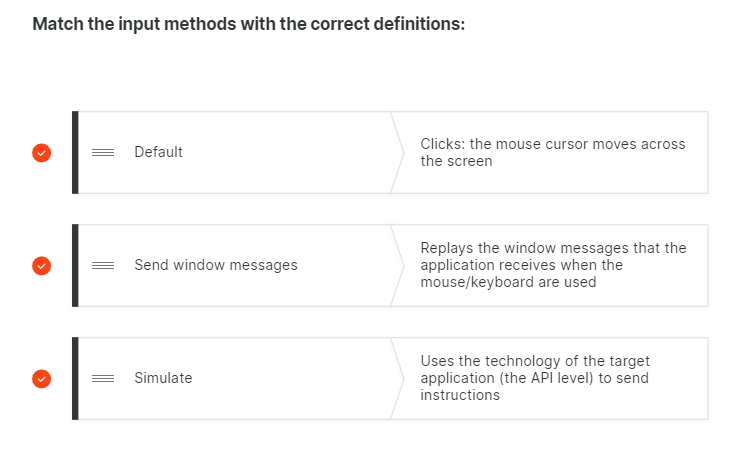 Match the input methods with the correct definitions:
Default
Clicks: the mouse cursor moves across
the screen
Send window messages
Replays the window messages that the
application receives when the
mouse/keyboard are used
Simulate
Uses the technology of the target
application (the API level) to send
instructions